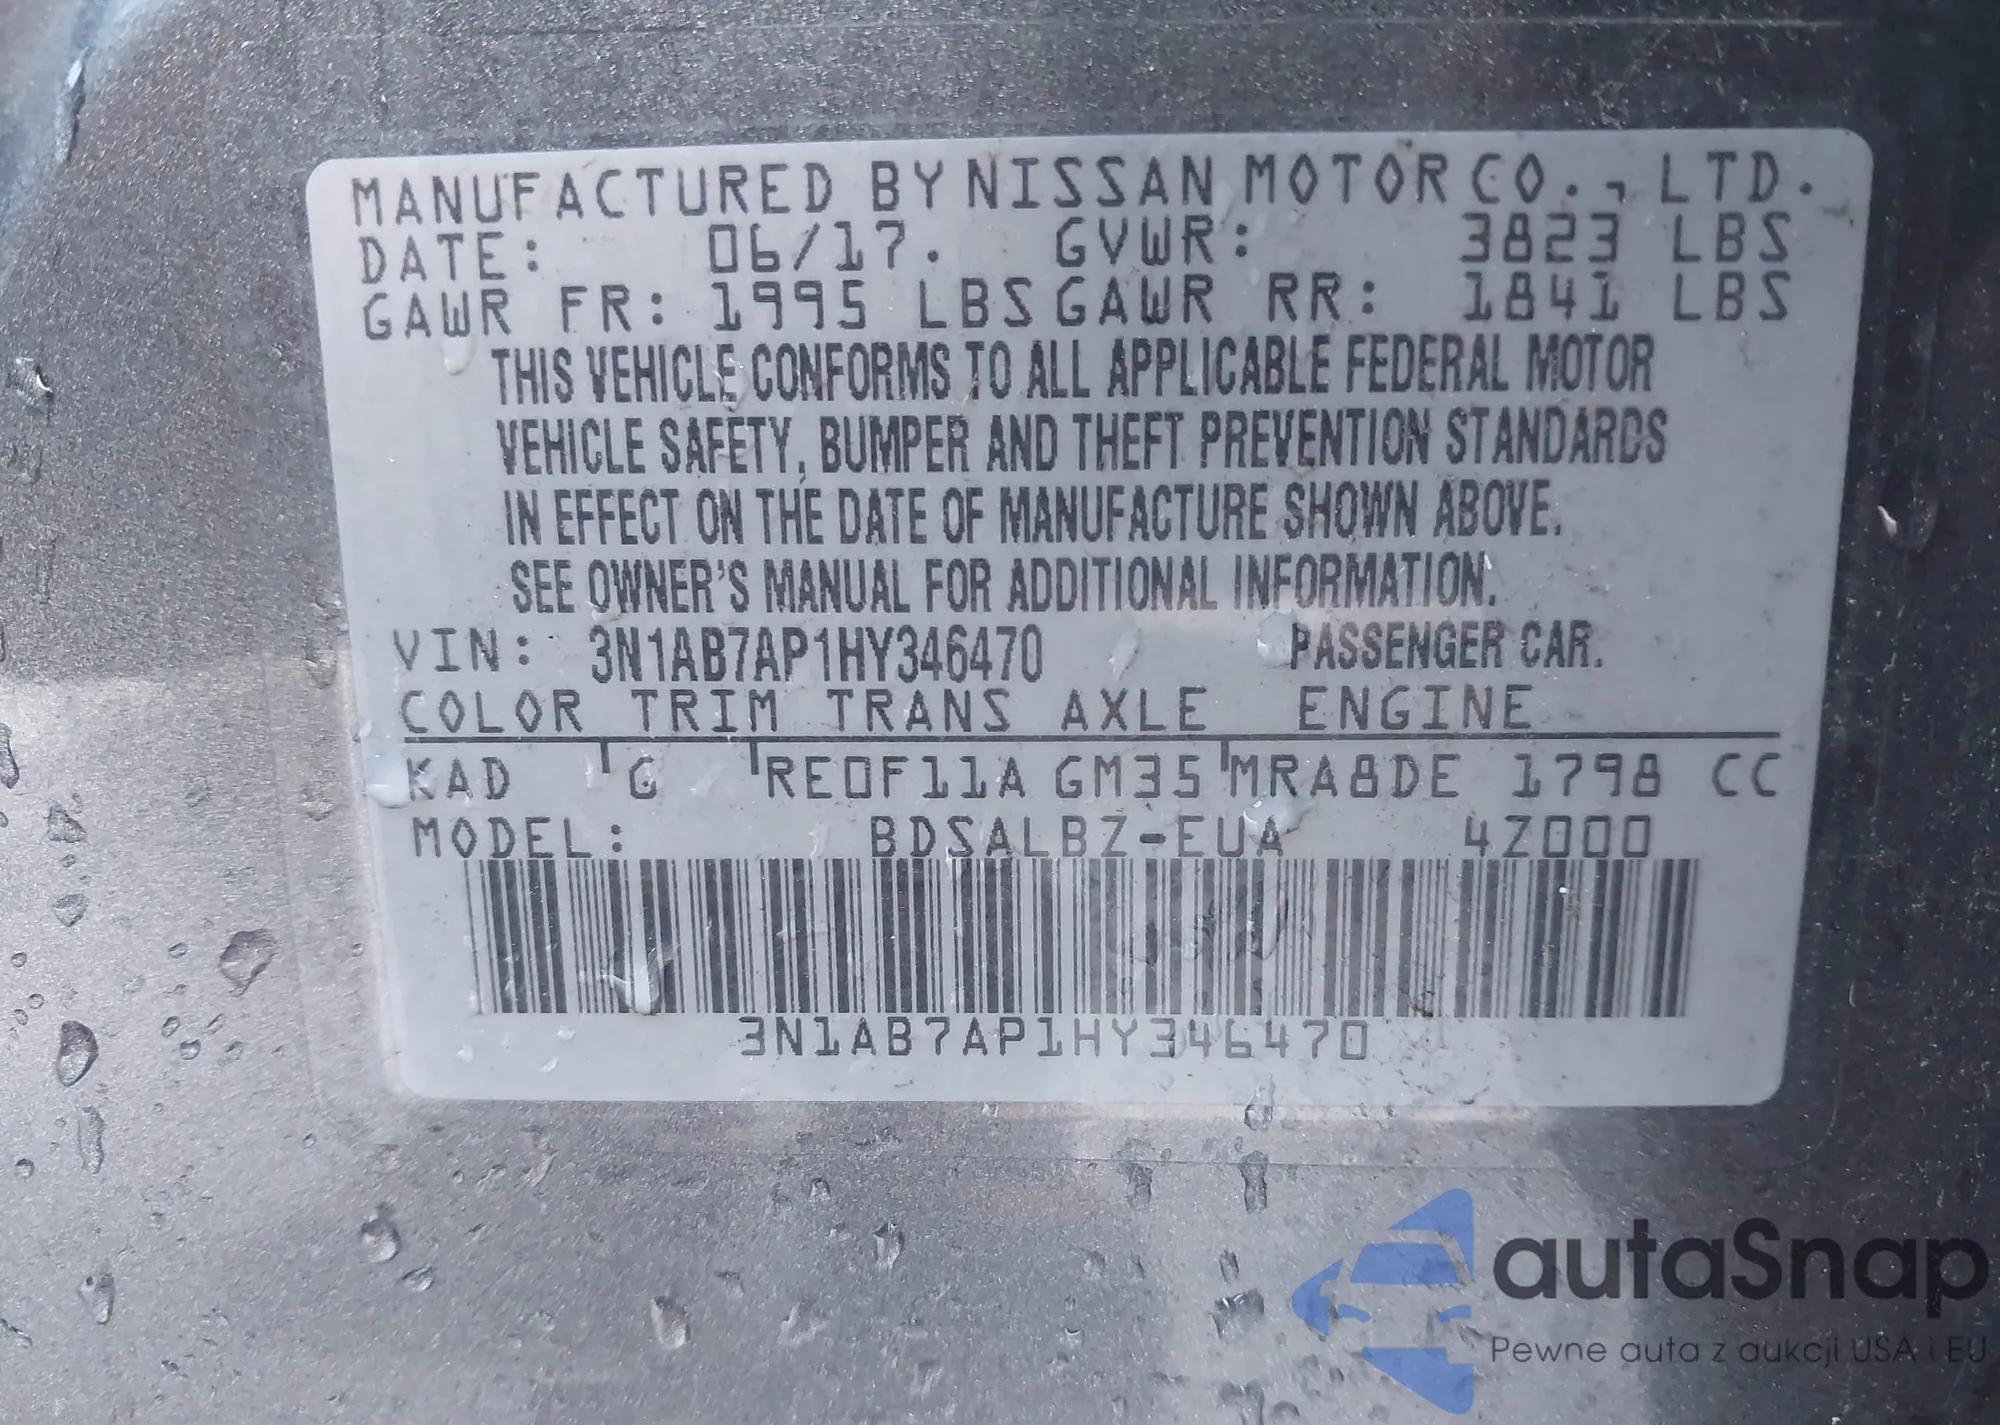 MANUFACTURED BY NISSAN MOTOR CO., LTD.
DATE: 06/17. GVWR: 3823 LBS
GAWR FR: 1995 LBS GAWR RR: 1841 LBS
THIS VEHICLE CONFORMS TO ALL APPLICABLE FEDERAL MOTOR
VEHICLE SAFETY, BUMPER AND THEFT PREVENTION STANDARDS
IN EFFECT ON THE DATE OF MANUFACTURE SHOWN ABOVE.
SEE OWNER'S MANUAL FOR ADDITIONAL INFORMATION.
VIN: 3N1AB7AP1HY346470 PASSENGER CAR.
COLOR TRIM TRANS AXLE ENGINE
KAD G RE0F11A GM35 MRA8DE 1798 CC
MODEL: BDSALBZ-EUA 4Z000
3N1AB7AP1HY346470
autaSnap
Pewne auta z aukcji USA i EU